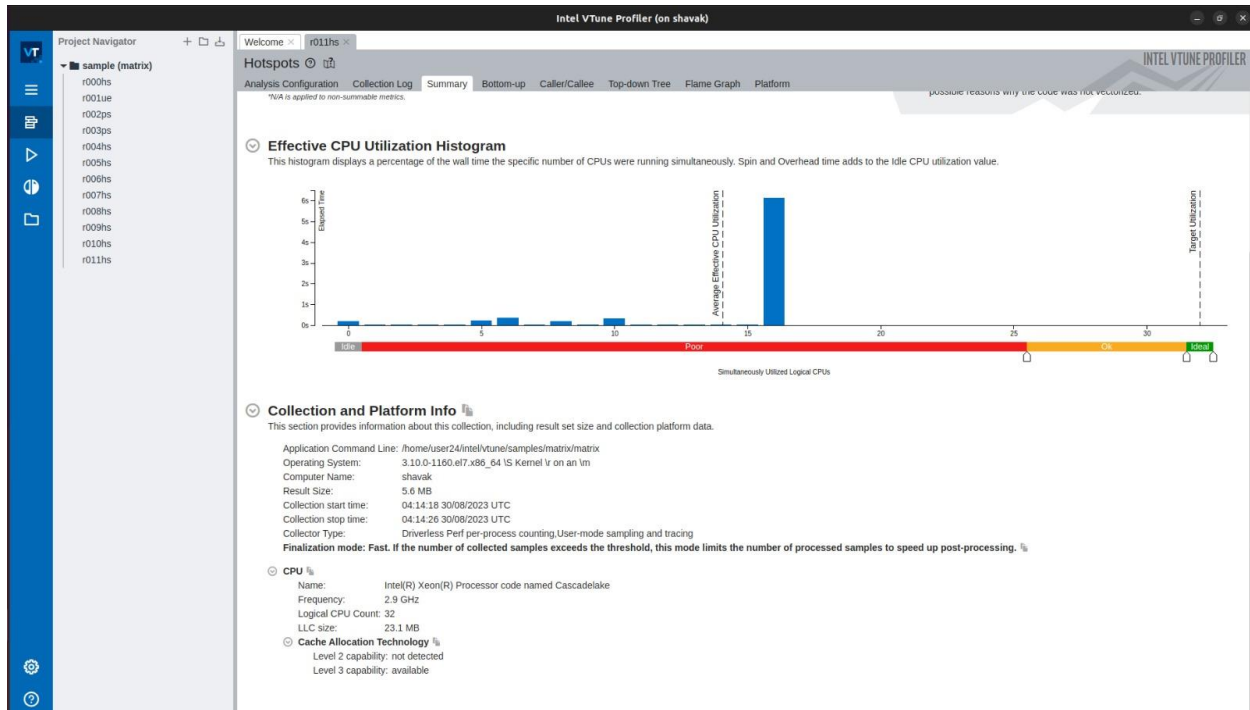 Intel VTune Profiler (on shavak)
VT
Project Navigator
sample (matrix)
r000hs
r001ue
r002ps
r003ps
r004hs
r005hs
r006hs
r007hs
r008hs
r009hs
r010hs
r011hs
Welcome × r011hs ×
Hotspots
INTEL VTUNE PROFILER
Analysis Configuration Collection Log Summary Bottom-up Caller/Callee Top-down Tree Flame Graph Platform
*N/A is applied to non-summable metrics.
possible reasons why the code was not vectorized.
Effective CPU Utilization Histogram
This histogram displays a percentage of the wall time the specific number of CPUs were running simultaneously. Spin and Overhead time adds to the Idle CPU utilization value.
Elapsed Time
6s
5s
4s
3s
2s
1s
0s
Average Effective CPU Utilization
Target Utilization
0 5 10 15 20 25 30
Idle Poor Ok Ideal
Simultaneously Utilized Logical CPUs
Collection and Platform Info
This section provides information about this collection, including result set size and collection platform data.
Application Command Line: /home/user24/intel/vtune/samples/matrix/matrix
Operating System: 3.10.0-1160.el7.x86_64 \S Kernel \r on an \m
Computer Name: shavak
Result Size: 5.6 MB
Collection start time: 04:14:18 30/08/2023 UTC
Collection stop time: 04:14:26 30/08/2023 UTC
Collector Type: Driverless Perf per-process counting,User-mode sampling and tracing
Finalization mode: Fast. If the number of collected samples exceeds the threshold, this mode limits the number of processed samples to speed up post-processing.
CPU
Name: Intel(R) Xeon(R) Processor code named Cascadelake
Frequency: 2.9 GHz
Logical CPU Count: 32
LLC size: 23.1 MB
Cache Allocation Technology
Level 2 capability: not detected
Level 3 capability: available